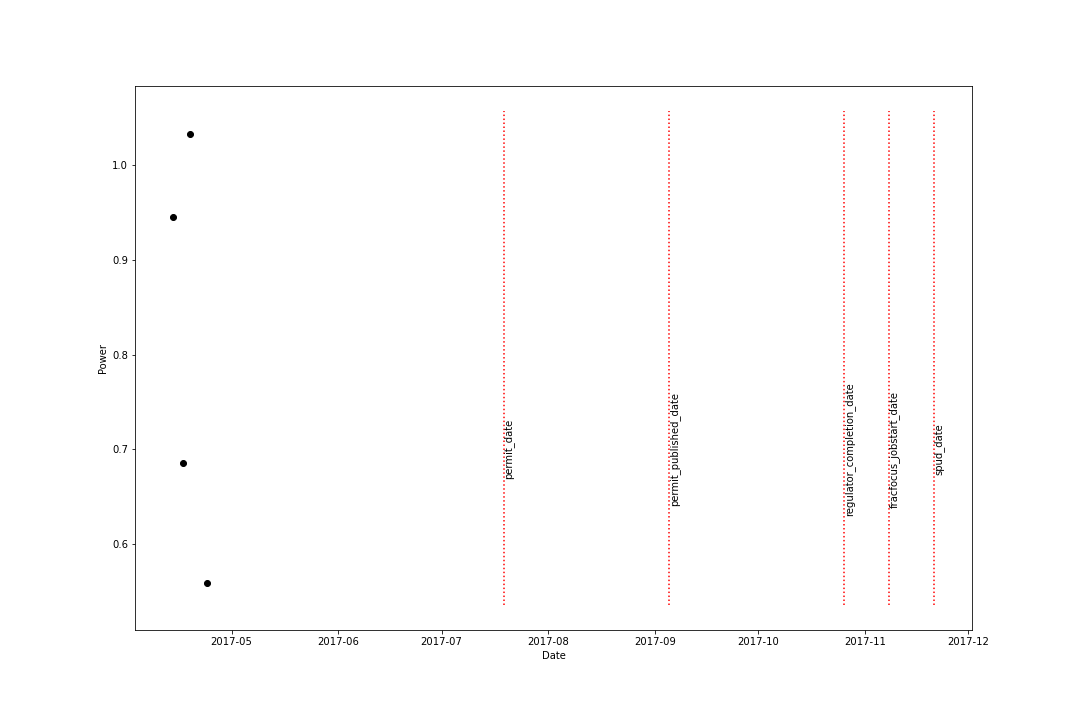 1.0
0.9
0.8
0.7
0.6
Power
permit_date
permit_published_date
regulator_completion_date
fracfocus_jobstart_date
spud_date
2017-05 2017-06 2017-07 2017-08 2017-09 2017-10 2017-11 2017-12
Date